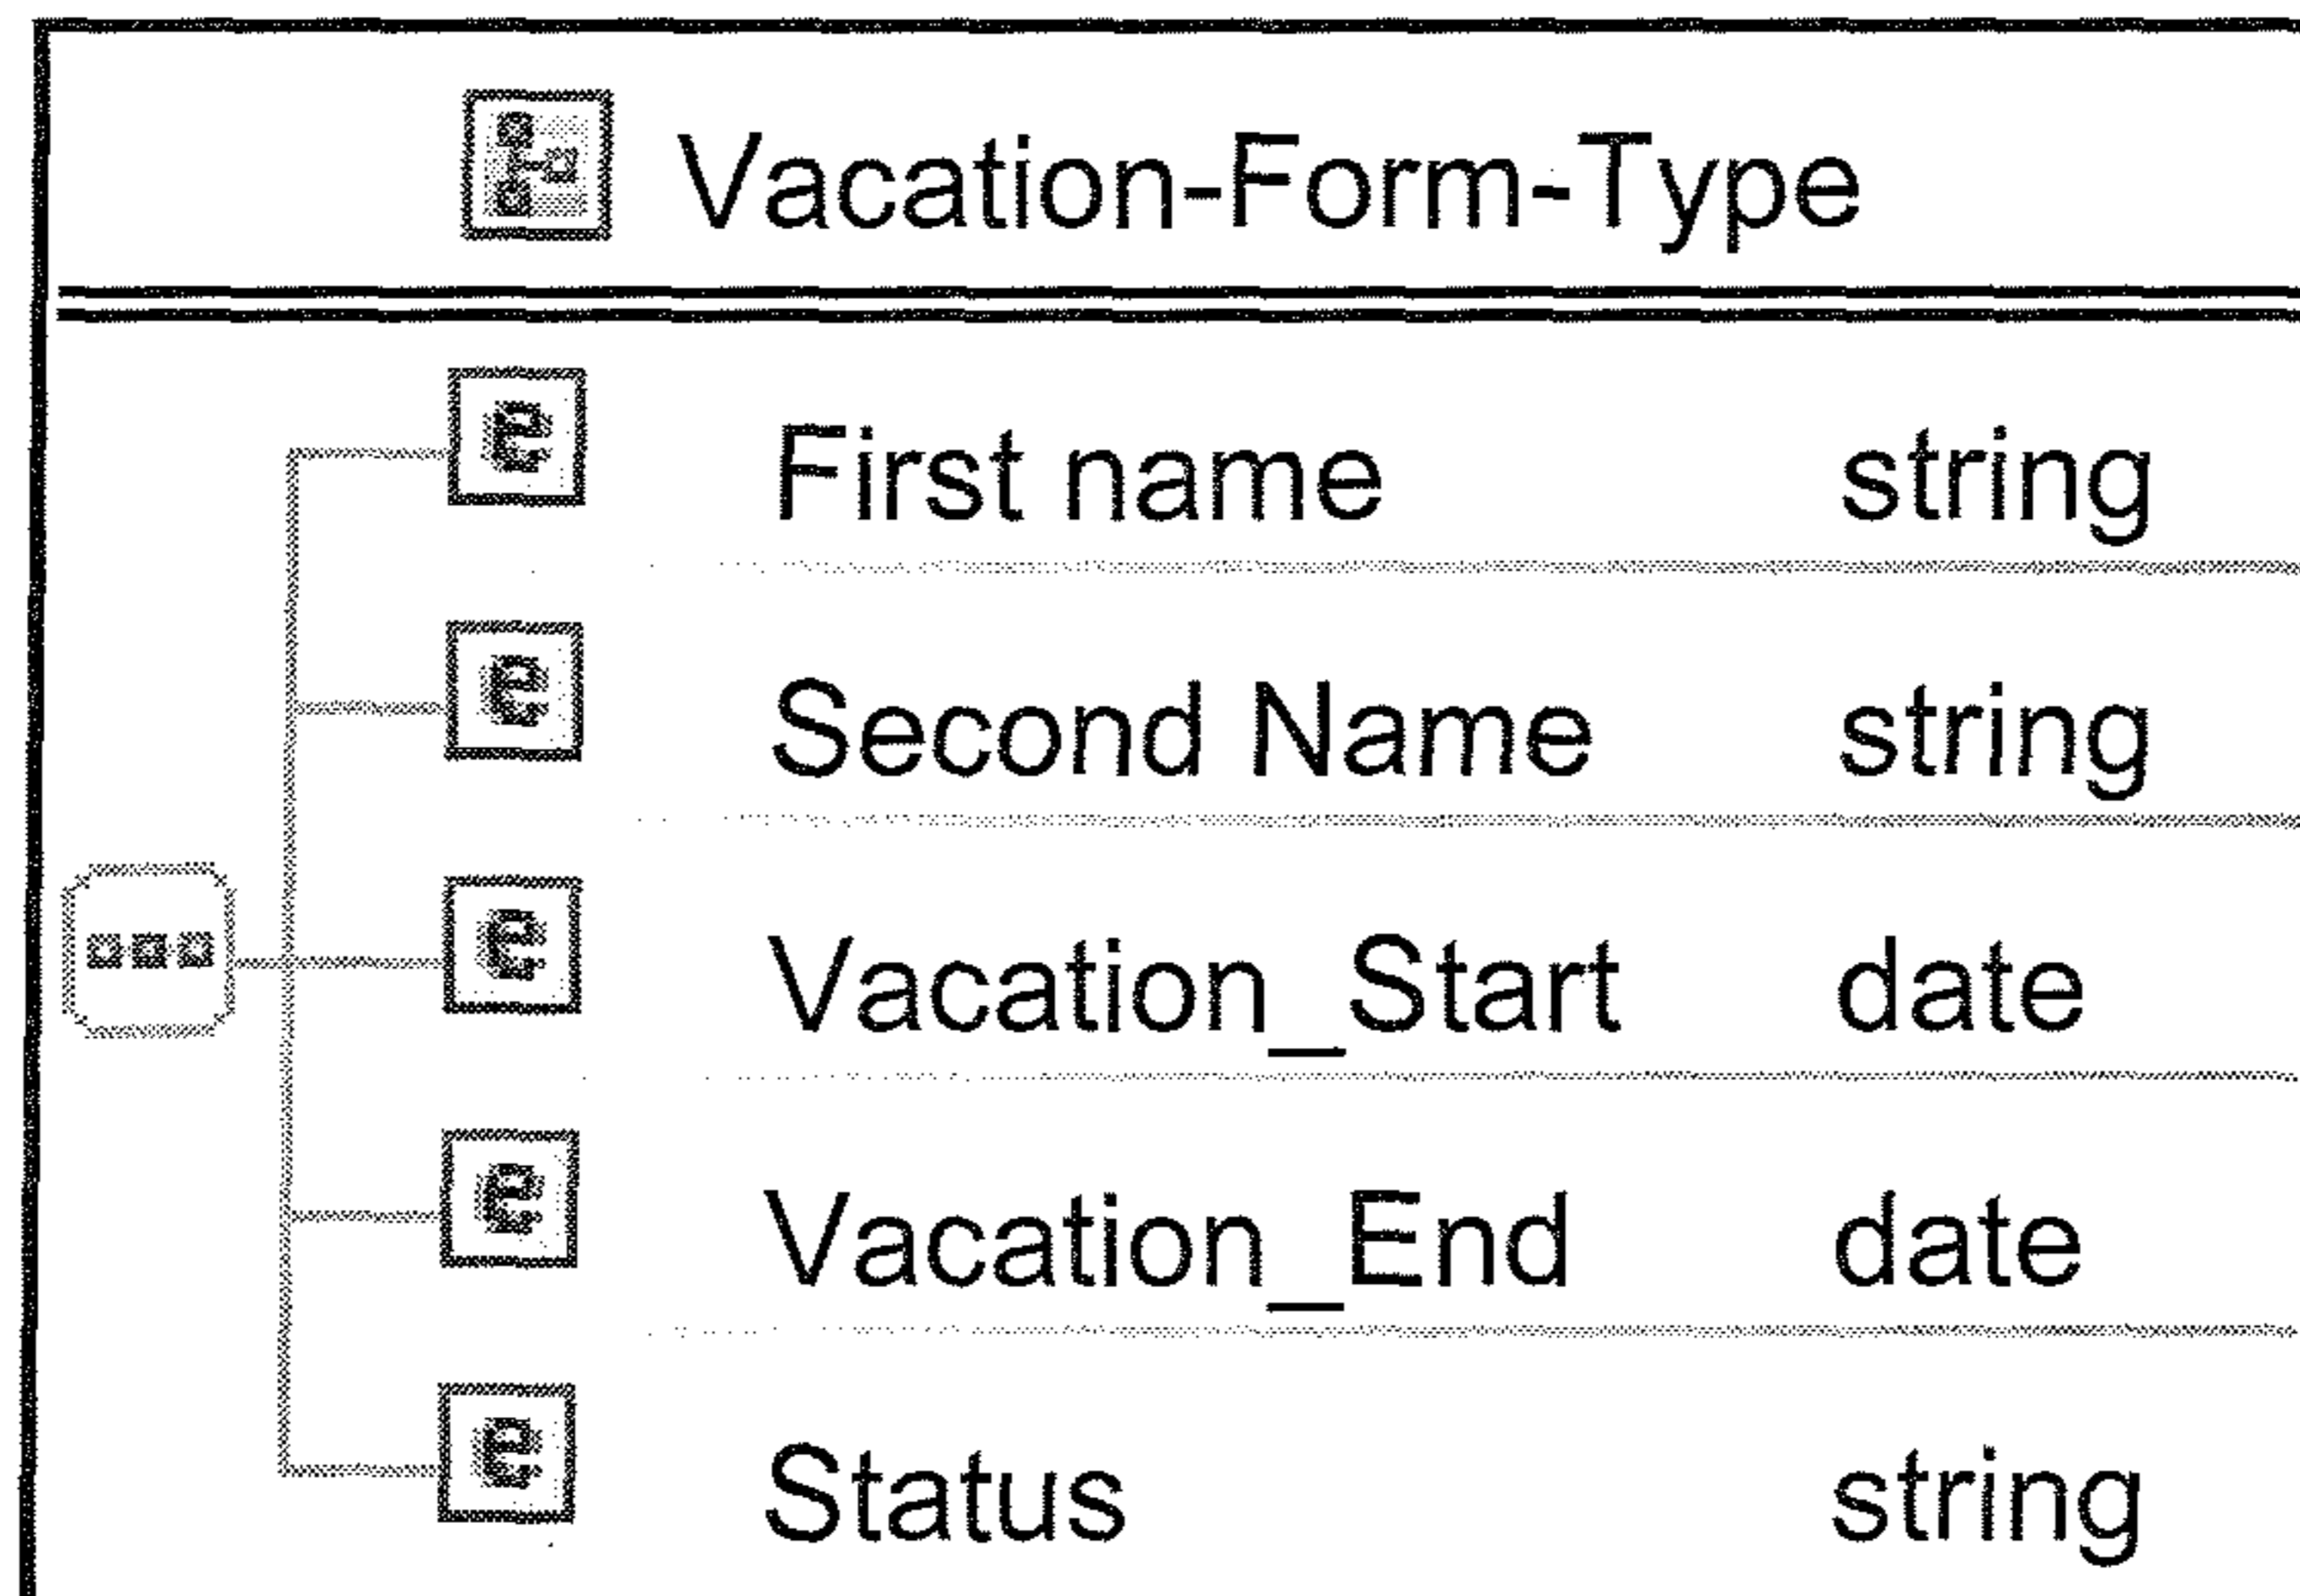 Vacation-Form-Type
First name string
Second Name string
Vacation_Start date
Vacation_End date
Status string